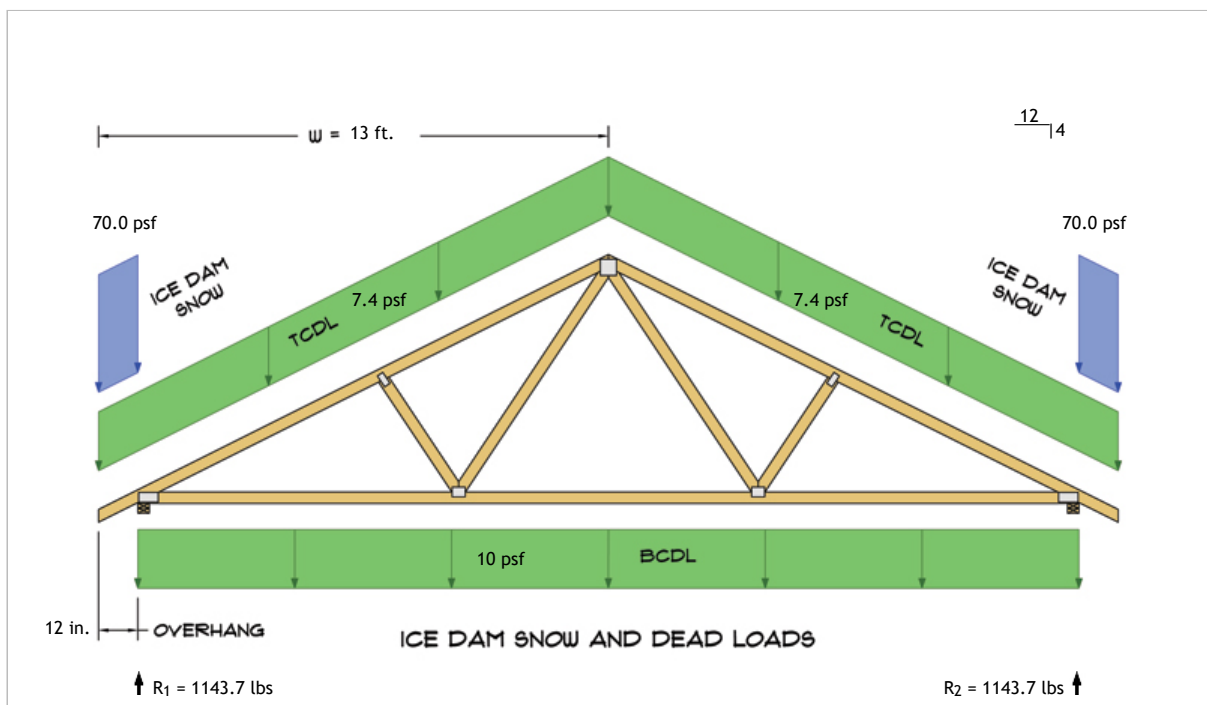 12
4
W = 13 ft.
70.0 psf
70.0 psf
ICE DAM
SNOW
ICE DAM
SNOW
7.4 psf
7.4 psf
TCDL
TCDL
10 psf
BCDL
12 in.
OVERHANG
ICE DAM SNOW AND DEAD LOADS
R1 = 1143.7 lbs
R2 = 1143.7 lbs